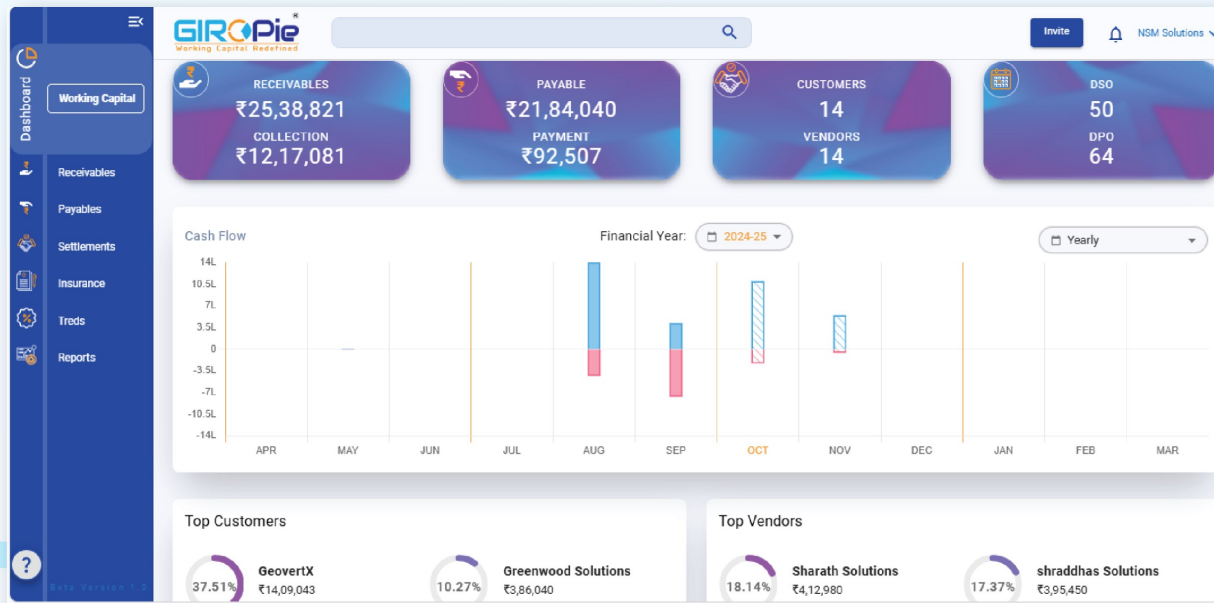 GIROPie®
Working Capital Redefined
Invite
NSM Solutions
Dashboard
Working Capital
Receivables
Payables
Settlements
Insurance
Treds
Reports
?
Beta Version 1.0
RECEIVABLES
₹25,38,821
COLLECTION
₹12,17,081
PAYABLE
₹21,84,040
PAYMENT
₹92,507
CUSTOMERS
14
VENDORS
14
DSO
50
DPO
64
Cash Flow
Financial Year:
2024-25
Yearly
14L
10.5L
7L
3.5L
0
-3.5L
-7L
-10.5L
-14L
APR MAY JUN JUL AUG SEP OCT NOV DEC JAN FEB MAR
Top Customers
37.51%
GeovertX
₹14,09,043
10.27%
Greenwood Solutions
₹3,86,040
Top Vendors
18.14%
Sharath Solutions
₹4,12,980
17.37%
shraddhas Solutions
₹3,95,450